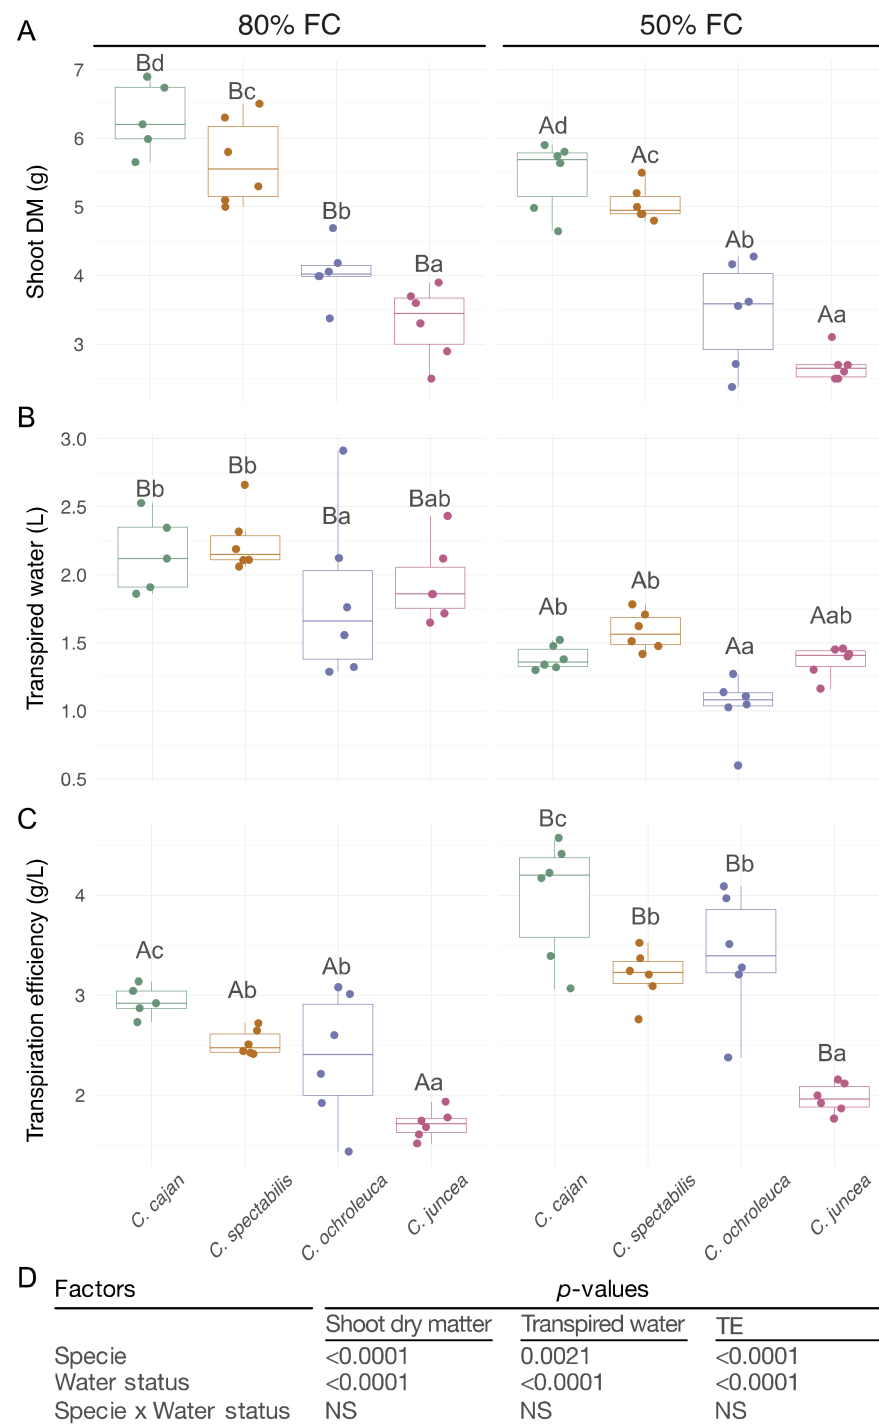 A
80% FC
50% FC
Shoot DM (g)
7
6
5
4
3
Bd
Bc
Bb
Ba
Ad
Ac
Ab
Aa
B
Transpired water (L)
3.0
2.5
2.0
1.5
1.0
0.5
Bb
Bb
Ba
Bab
Ab
Ab
Aa
Aab
C
Transpiration efficiency (g/L)
4
3
2
Ac
Ab
Ab
Aa
Bc
Bb
Bb
Ba
C. cajan
C. spectabilis
C. ochroleuca
C. juncea
C. cajan
C. spectabilis
C. ochroleuca
C. juncea
D
Factors p-values
Shoot dry matter Transpired water TE
Specie <0.0001 0.0021 <0.0001
Water status <0.0001 <0.0001 <0.0001
Specie x Water status NS NS NS